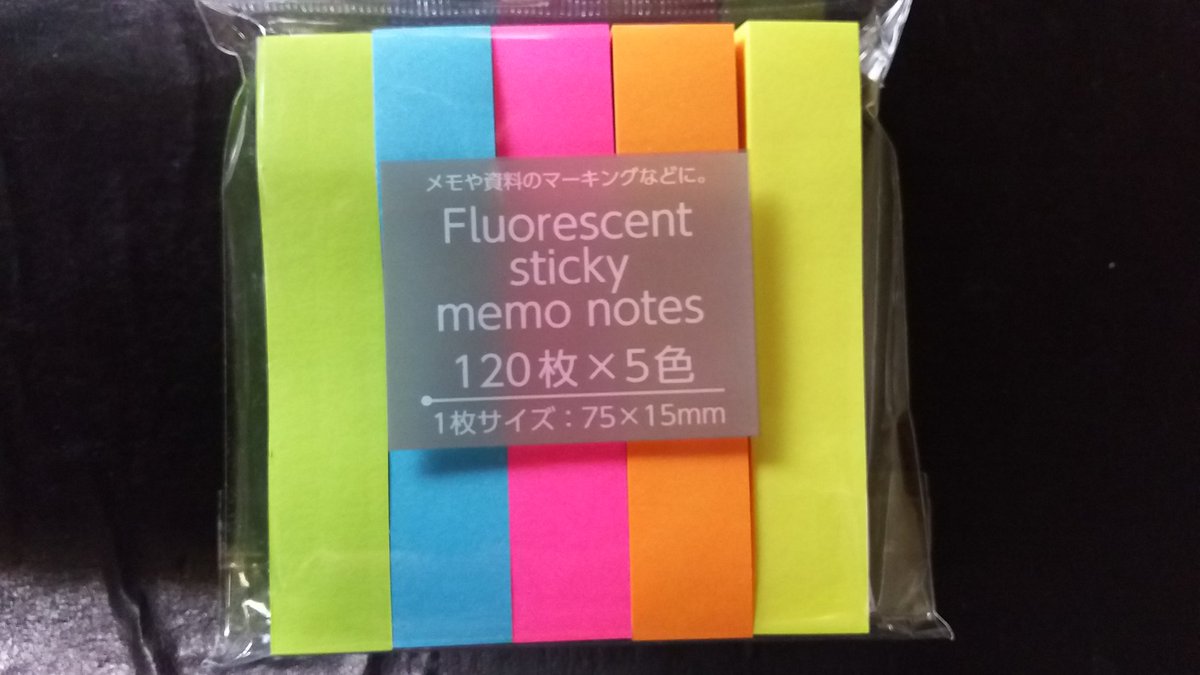 メモや資料のマーキングなどに。
Fluorescent
sticky
memo notes
120枚×5色
1枚サイズ：75×15mm